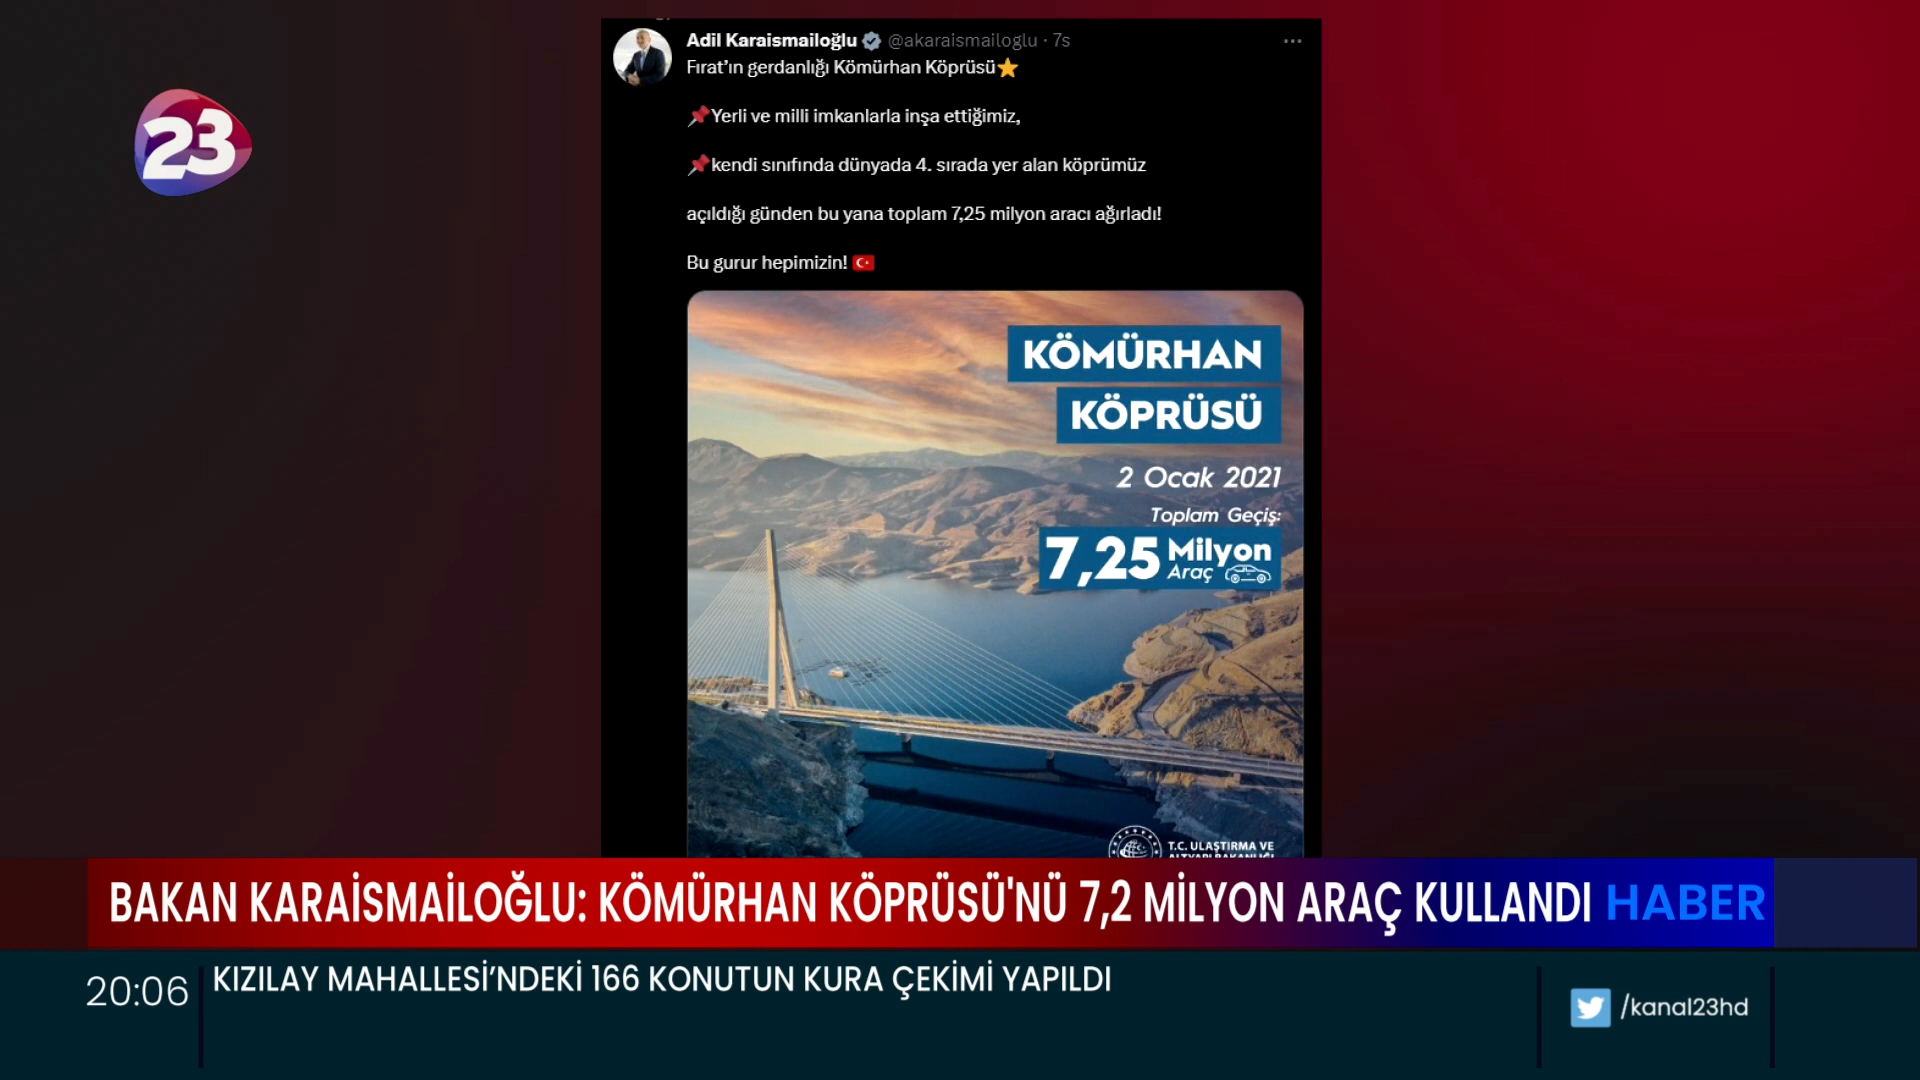 Adil Karaismailoğlu @akaraismailoglu · 7s
Fırat’ın gerdanlığı Kömürhan Köprüsü⭐
📌Yerli ve milli imkanlarla inşa ettiğimiz,
📌kendi sınıfında dünyada 4. sırada yer alan köprümüz
açıldığı günden bu yana toplam 7,25 milyon aracı ağırladı!
Bu gurur hepimizin! 🇹🇷
23
KÖMÜRHAN
KÖPRÜSÜ
2 Ocak 2021
Toplam Geçiş:
7,25 Milyon
Araç
T.C. ULAŞTIRMA VE
ALTYAPI BAKANLIĞI
BAKAN KARAİSMAİLOĞLU: KÖMÜRHAN KÖPRÜSÜ'NÜ 7,2 MİLYON ARAÇ KULLANDI HABER
20:06 KIZILAY MAHALLESİ’NDEKİ 166 KONUTUN KURA ÇEKİMİ YAPILDI
/kanal23hd